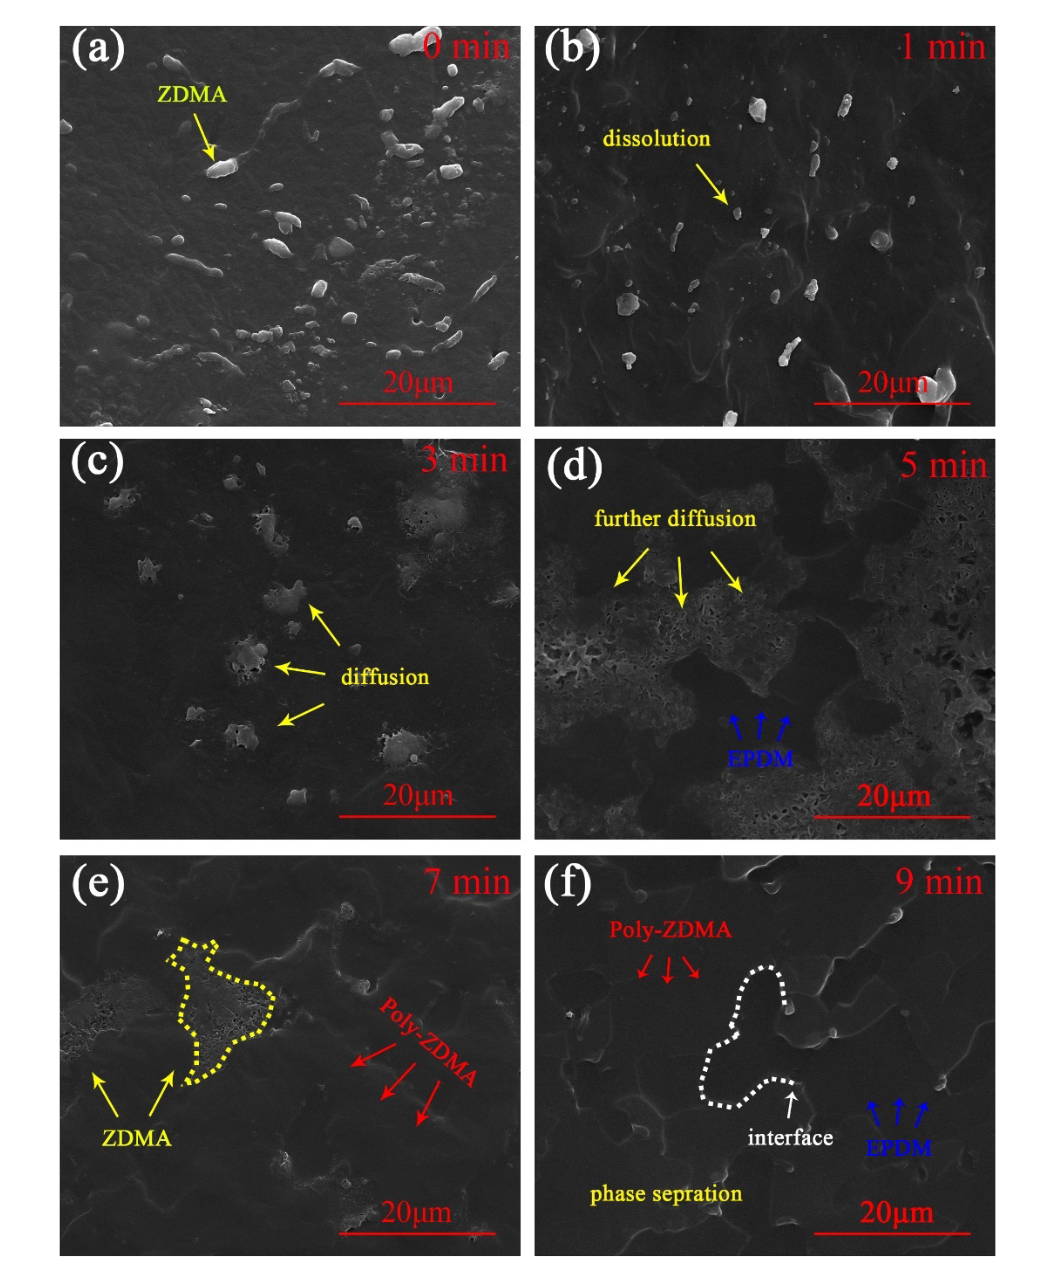 (a)
0 min
ZDMA
20μm
(b)
1 min
dissolution
20μm
(c)
3 min
diffusion
20μm
(d)
5 min
further diffusion
EPDM
20μm
(e)
7 min
Poly-ZDMA
ZDMA
20μm
(f)
9 min
Poly-ZDMA
interface
EPDM
phase sepration
20μm